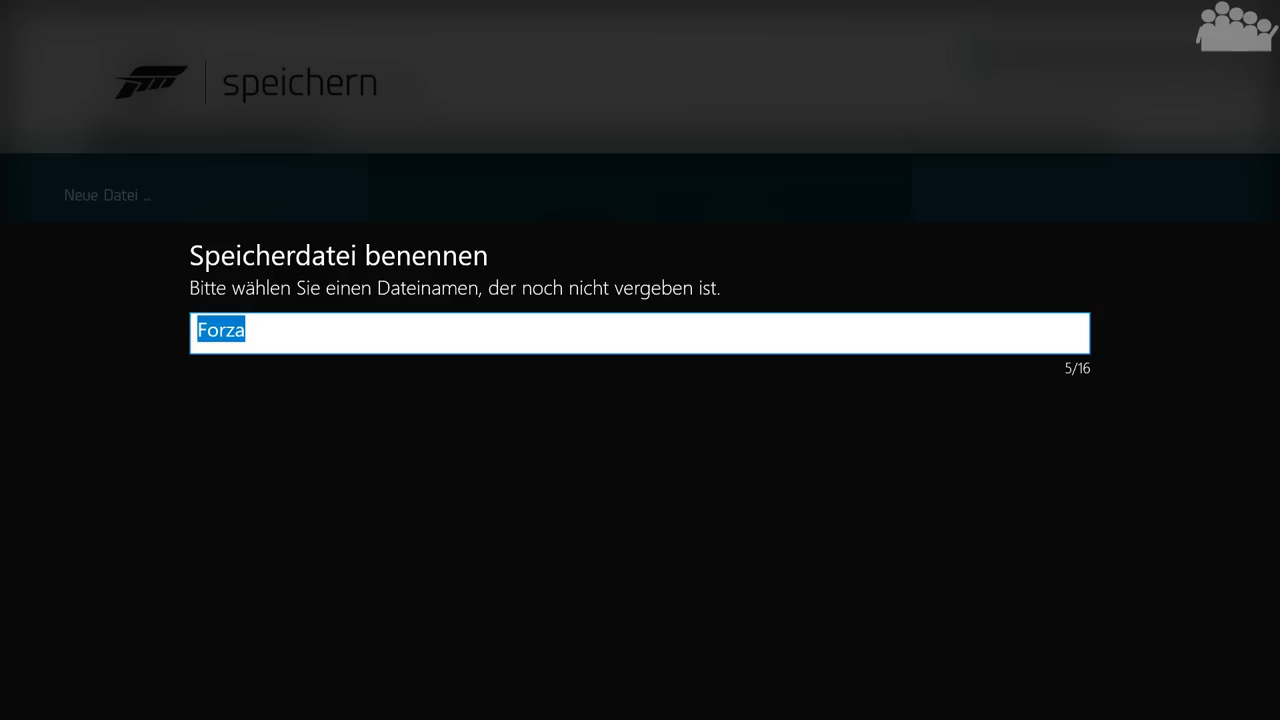 speichern
Neue Datei ...
Speicherdatei benennen
Bitte wählen Sie einen Dateinamen, der noch nicht vergeben ist.
Forza
5/16